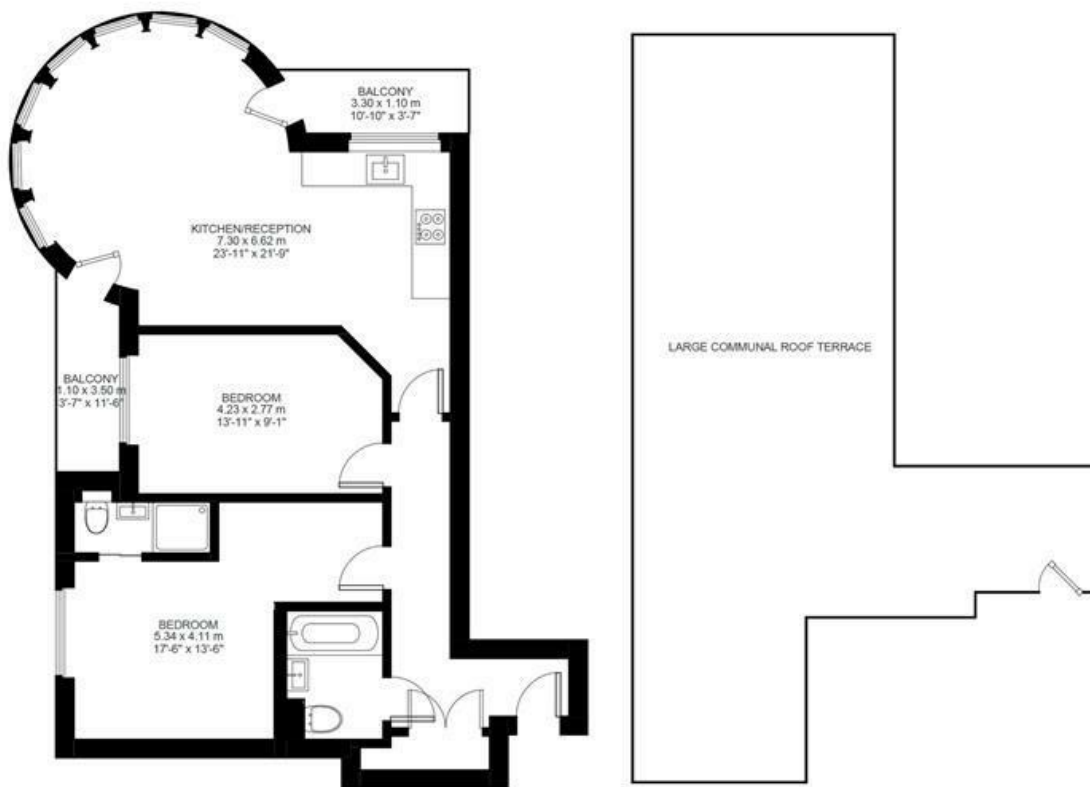 BALCONY
3.30 x 1.10 m
10'-10" x 3'-7"
KITCHEN/RECEPTION
7.30 x 6.62 m
23'-11" x 21'-9"
LARGE COMMUNAL ROOF TERRACE
BALCONY
1.10 x 3.50 m
3'-7" x 11'-6"
BEDROOM
4.23 x 2.77 m
13'-11" x 9'-1"
BEDROOM
5.34 x 4.11 m
17'-6" x 13'-6"